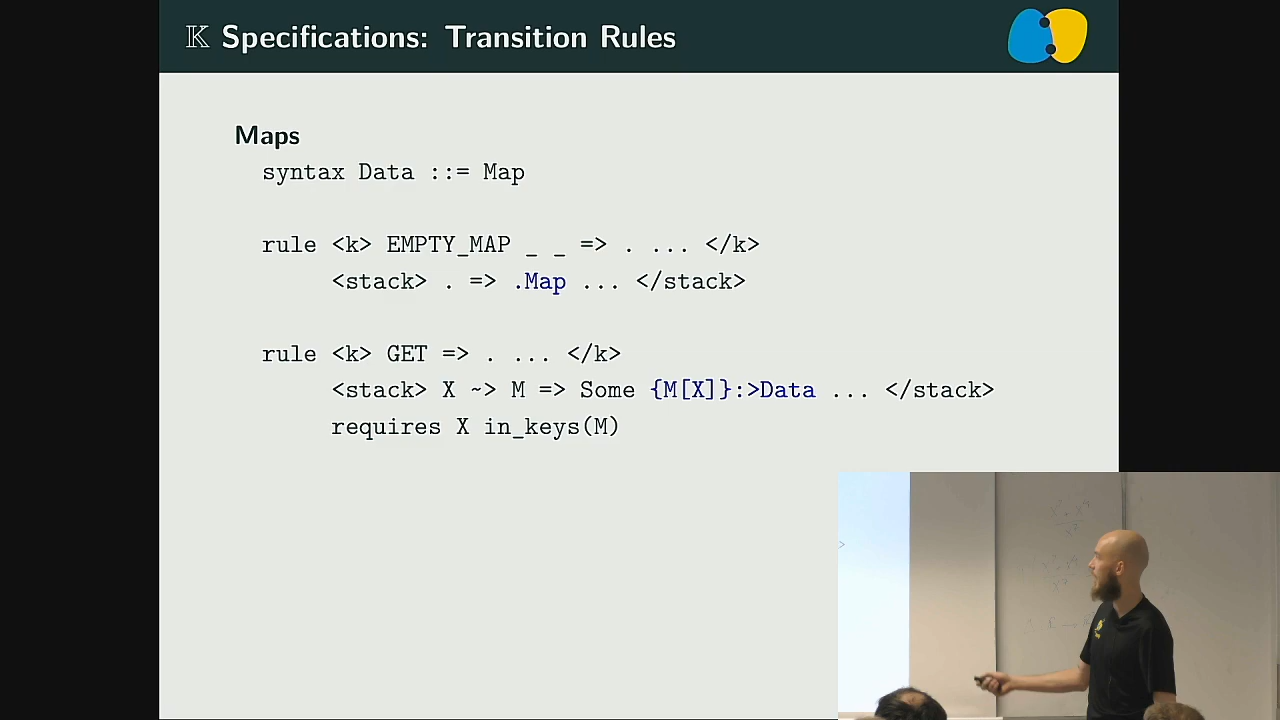 𝕂 Specifications: Transition Rules
Maps
syntax Data ::= Map
rule <k> EMPTY_MAP _ _ => . ... </k>
<stack> . => .Map ... </stack>
rule <k> GET => . ... </k>
<stack> X ~> M => Some {M[X]}:>Data ... </stack>
requires X in_keys(M)